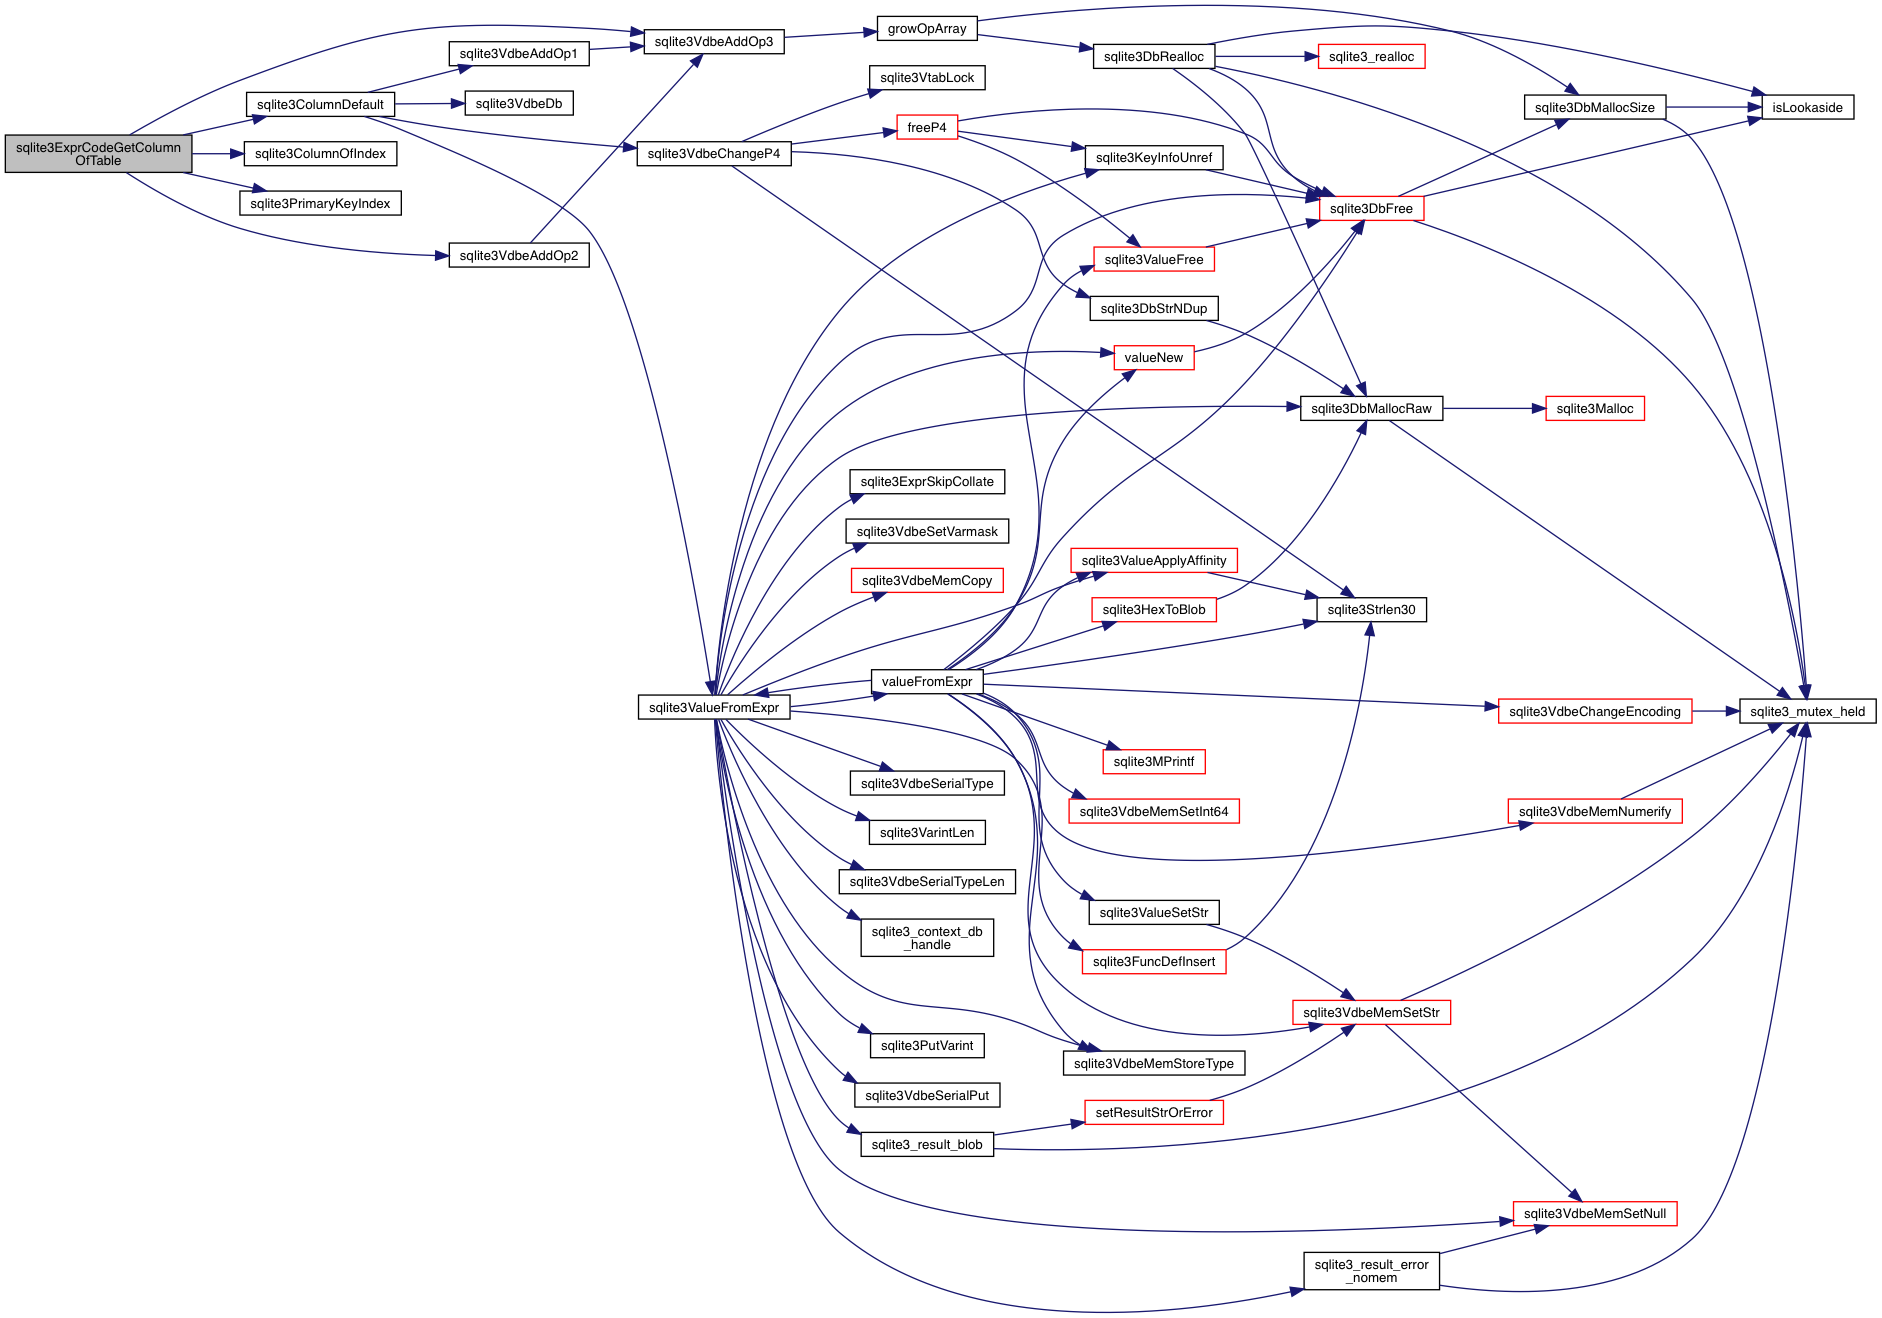 sqlite3ExprCodeGetColumn
OfTable
sqlite3ColumnDefault
sqlite3ColumnOfIndex
sqlite3PrimaryKeyIndex
sqlite3VdbeAddOp1
sqlite3VdbeDb
sqlite3VdbeAddOp2
sqlite3VdbeAddOp3
sqlite3VdbeChangeP4
sqlite3ValueFromExpr
growOpArray
sqlite3VtabLock
freeP4
sqlite3ExprSkipCollate
sqlite3VdbeSetVarmask
sqlite3VdbeMemCopy
valueFromExpr
sqlite3VdbeSerialType
sqlite3VarintLen
sqlite3VdbeSerialTypeLen
sqlite3_context_db
_handle
sqlite3PutVarint
sqlite3VdbeSerialPut
sqlite3_result_blob
sqlite3DbRealloc
sqlite3KeyInfoUnref
sqlite3ValueFree
sqlite3DbStrNDup
valueNew
sqlite3ValueApplyAffinity
sqlite3HexToBlob
sqlite3MPrintf
sqlite3VdbeMemSetInt64
sqlite3ValueSetStr
sqlite3FuncDefInsert
sqlite3VdbeMemStoreType
setResultStrOrError
sqlite3_realloc
sqlite3DbFree
sqlite3DbMallocRaw
sqlite3Strlen30
sqlite3VdbeMemSetStr
sqlite3_result_error
_nomem
sqlite3DbMallocSize
sqlite3Malloc
sqlite3VdbeChangeEncoding
sqlite3VdbeMemNumerify
sqlite3VdbeMemSetNull
isLookaside
sqlite3_mutex_held